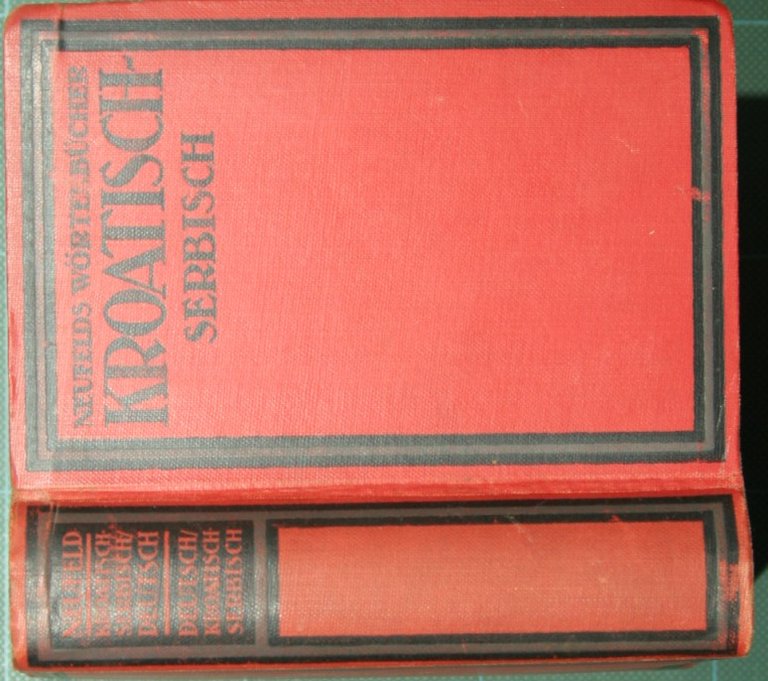 NEUFELDS WÖRTERBÜCHER
KROATISCH-
SERBISCH
NEUFELD
KROATISCH-
SERBISCH/
DEUTSCH
DEUTSCH/
KROATISCH-
SERBISCH